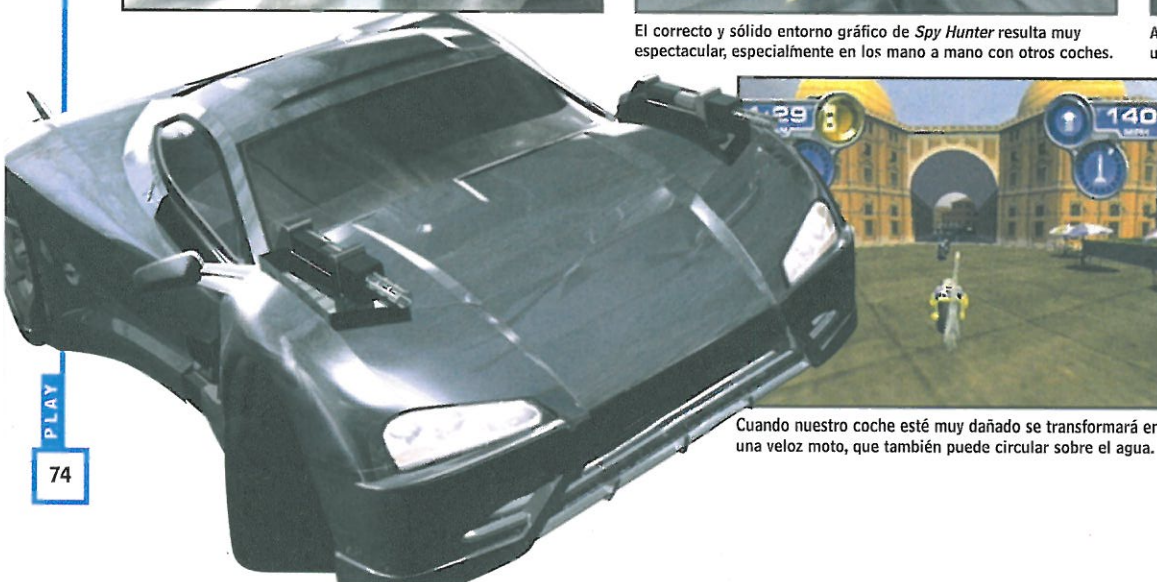 El correcto y sólido entorno gráfico de Spy Hunter resulta muy
espectacular, especialmente en los mano a mano con otros coches.
A
u
29
140
Cuando nuestro coche esté muy dañado se transformará en
una veloz moto, que también puede circular sobre el agua.
PLAY
74